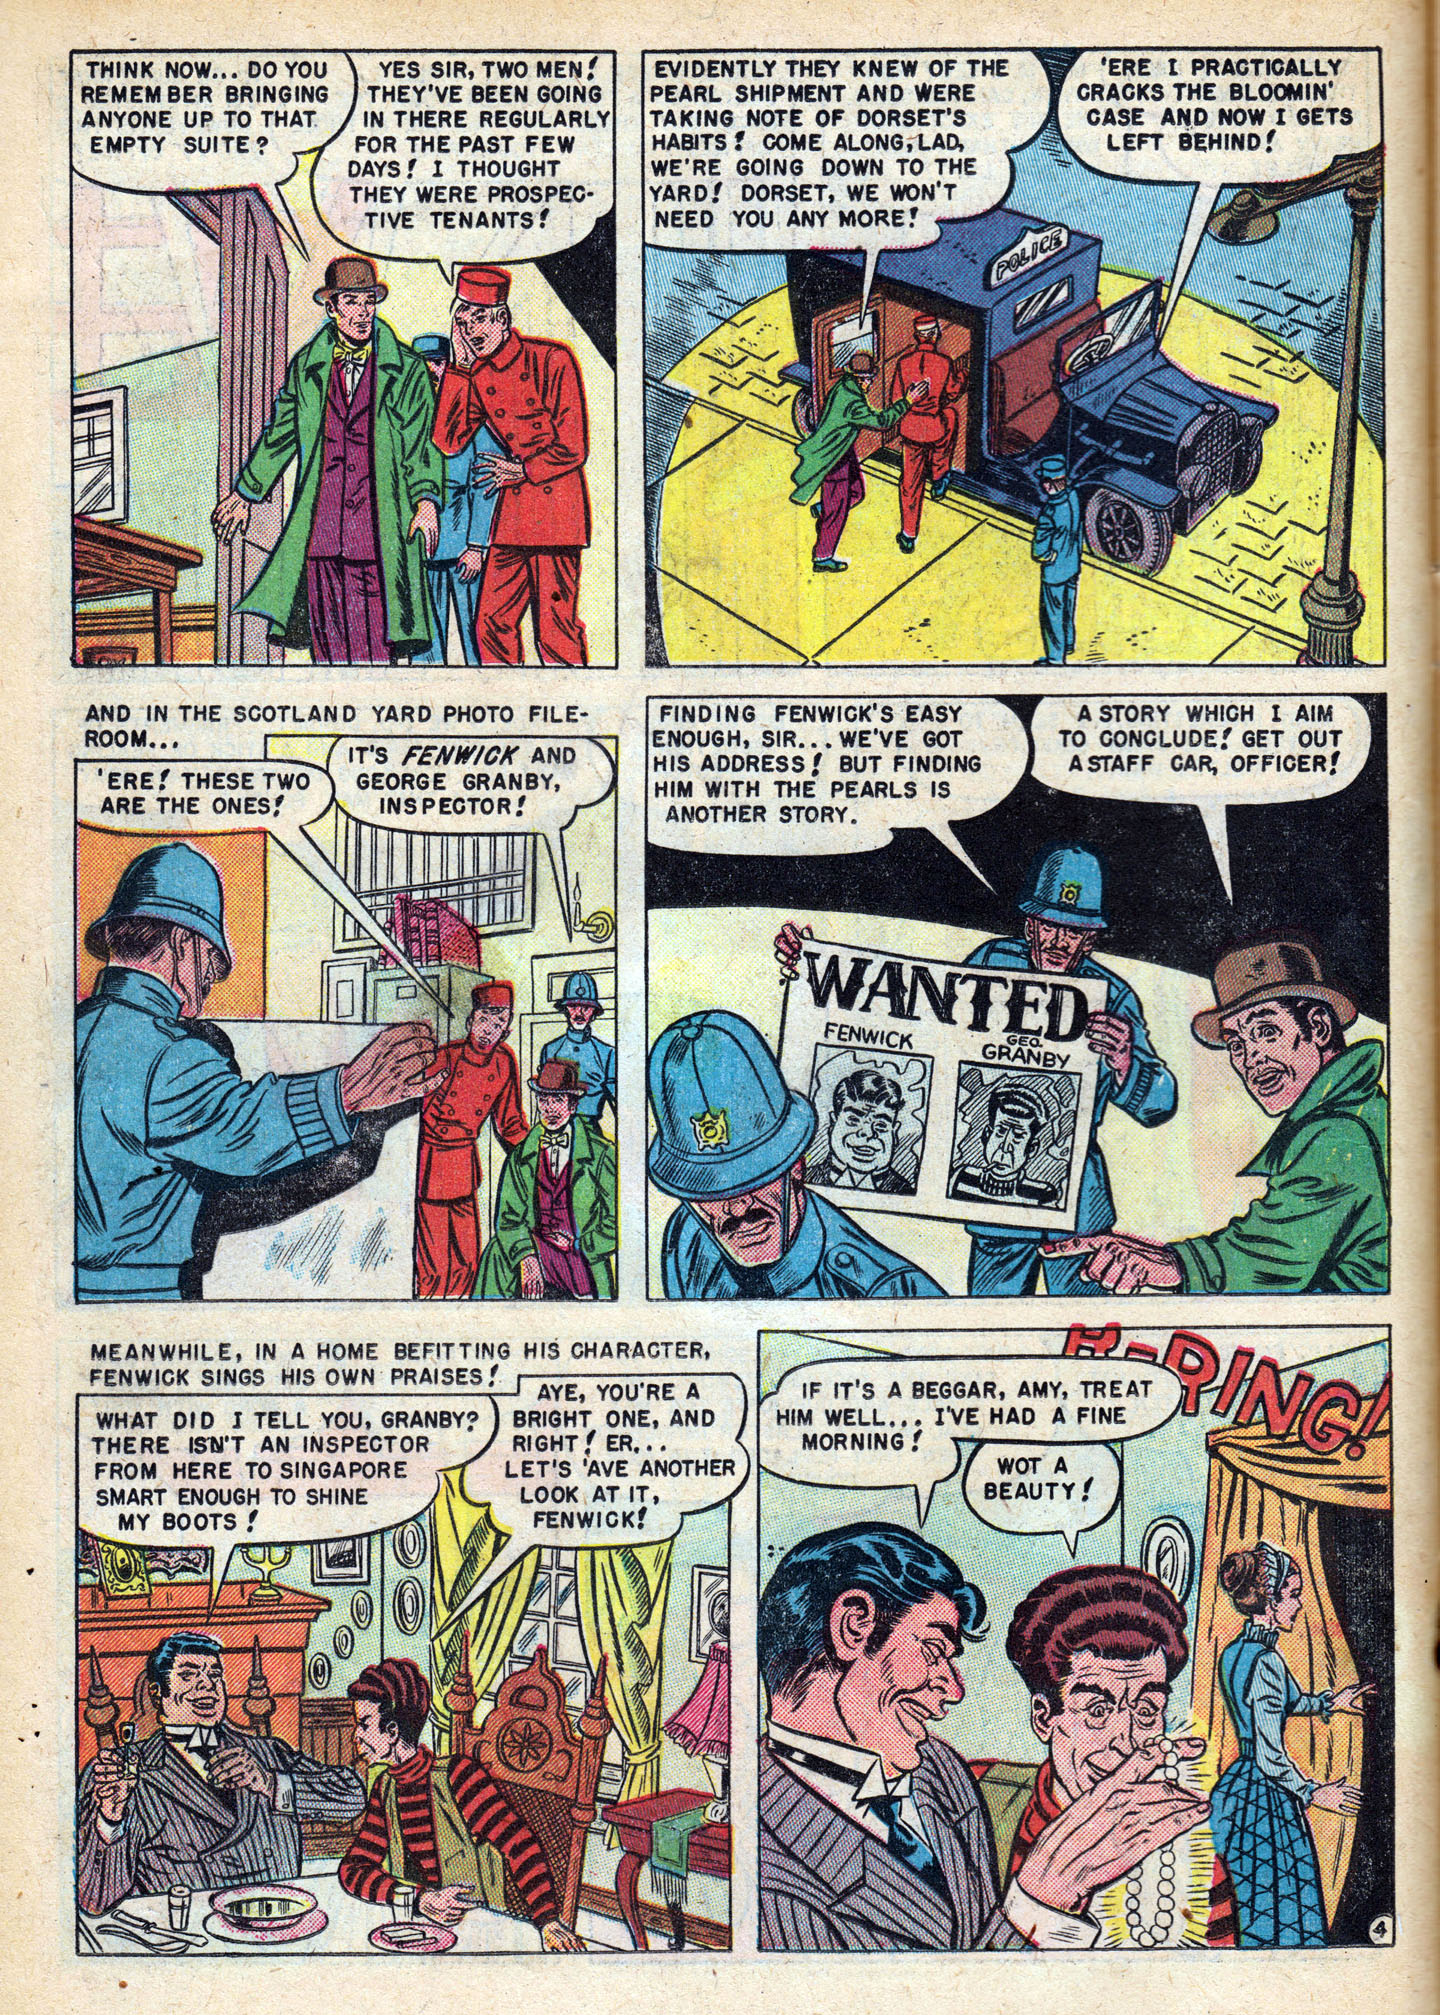 THINK NOW... DO YOU
REMEMBER BRINGING
ANYONE UP TO THAT
EMPTY SUITE?
YES SIR, TWO MEN!
THEY'VE BEEN GOING
IN THERE REGULARLY
FOR THE PAST FEW
DAYS! I THOUGHT
THEY WERE PROSPEC-
TIVE TENANTS!
EVIDENTLY THEY KNEW OF THE
PEARL SHIPMENT AND WERE
TAKING NOTE OF DORSET'S
HABITS! COME ALONG, LAD,
WE'RE GOING DOWN TO THE
YARD! DORSET, WE WON'T
NEED YOU ANY MORE!
'ERE I PRACTICALLY
CRACKS THE BLOOMIN'
CASE AND NOW I GETS
LEFT BEHIND!
POLICE
AND IN THE SCOTLAND YARD PHOTO FILE-
ROOM...
'ERE! THESE TWO
ARE THE ONES!
IT'S FENWICK AND
GEORGE GRANBY,
INSPECTOR!
FINDING FENWICK'S EASY
ENOUGH, SIR... WE'VE GOT
HIS ADDRESS! BUT FINDING
HIM WITH THE PEARLS IS
ANOTHER STORY.
A STORY WHICH I AIM
TO CONCLUDE! GET OUT
A STAFF CAR, OFFICER!
WANTED
FENWICK
GEO.
GRANBY
MEANWHILE, IN A HOME BEFITTING HIS CHARACTER,
FENWICK SINGS HIS OWN PRAISES!
WHAT DID I TELL YOU, GRANBY?
THERE ISN'T AN INSPECTOR
FROM HERE TO SINGAPORE
SMART ENOUGH TO SHINE
MY BOOTS!
AYE, YOU'RE A
BRIGHT ONE, AND
RIGHT! ER...
LET'S 'AVE ANOTHER
LOOK AT IT,
FENWICK!
R-RING!
IF IT'S A BEGGAR, AMY, TREAT
HIM WELL... I'VE HAD A FINE
MORNING!
WOT A
BEAUTY!
4